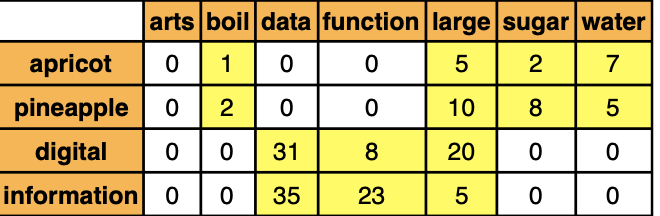 arts boil data function large sugar water
apricot 0 1 0 0 5 2 7
pineapple 0 2 0 0 10 8 5
digital 0 0 31 8 20 0 0
information 0 0 35 23 5 0 0